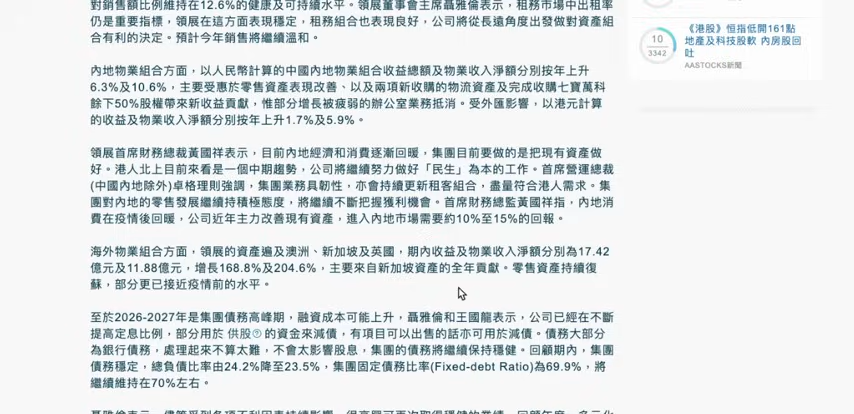 對銷售額比例維持在12.6%的健康及可持續水平。領展董事會主席聶雅倫表示，租務市場中出租率
仍是重要指標，領展在這方面表現穩定，租務組合也表現良好，公司將從長遠角度出發做對資產組
合有利的決定。預計今年銷售將繼續溫和。
內地物業組合方面，以人民幣計算的中國內地物業組合收益總額及物業收入淨額分別按年上升
6.3%及10.6%，主要受惠於零售資產表現改善、以及兩項新收購的物流資產及完成收購七寶萬科
餘下50%股權帶來新收益貢獻，惟部分增長被疲弱的辦公室業務抵消。受外匯影響，以港元計算
的收益及物業收入淨額分別按年上升1.7%及5.9%。
領展首席財務總裁黃國祥表示，目前內地經濟和消費逐漸回暖，集團目前要做的是把現有資產做
好。港人北上目前來看是一個中期趨勢，公司將繼續努力做好「民生」為本的工作。首席營運總裁
(中國內地除外)卓格理則強調，集團業務具韌性，亦會持續更新租客組合，盡量符合港人需求。集
團對內地的零售發展繼續持積極態度，將繼續不斷把握獲利機會。首席財務總監黃國祥指，內地消
費在疫情後回暖，公司近年主力改善現有資產，進入內地市場需要約10%至15%的回報。
海外物業組合方面，領展的資產遍及澳洲、新加坡及英國，期內收益及物業收入淨額分別為17.42
億元及11.88億元，增長168.8%及204.6%，主要來自新加坡資產的全年貢獻。零售資產持續復
蘇，部分更已接近疫情前的水平。
至於2026-2027年是集團債務高峰期，融資成本可能上升，聶雅倫和王國龍表示，公司已經在不斷
提高定息比例，部分用於 供股 的資金來減債，有項目可以出售的話亦可用於減債。債務大部分
為銀行債務，處理起來不算太難，不會太影響股息，集團的債務將繼續保持穩健。回顧期內，集團
債務穩定，總負債比率由24.2%降至23.5%，集團固定債務比率(Fixed-debt Ratio)為69.9%，將
繼續維持在70%左右。
10
3342
《港股》恒指低開161點
地產及科技股軟 內房股回
吐
AASTOCKS新聞